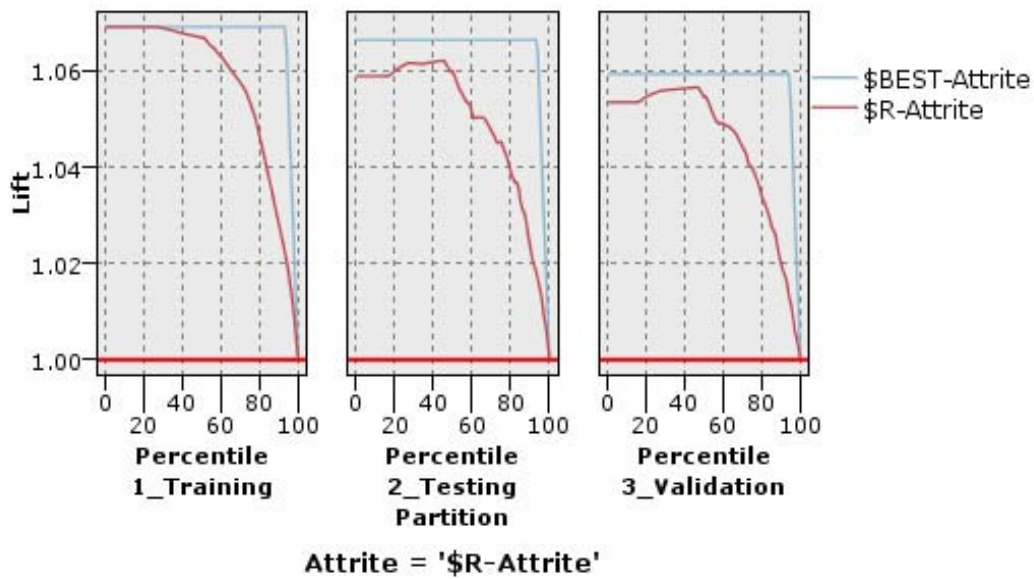 1.06
1.04
1.02
1.00
Lift
0 40 80
20 60 100
Percentile
1_Training
0 40 80
20 60 100
Percentile
2_Testing
Partition
0 40 80
20 60 100
Percentile
3_Validation
$BEST-Attrite
$R-Attrite
Attrite = '$R-Attrite'